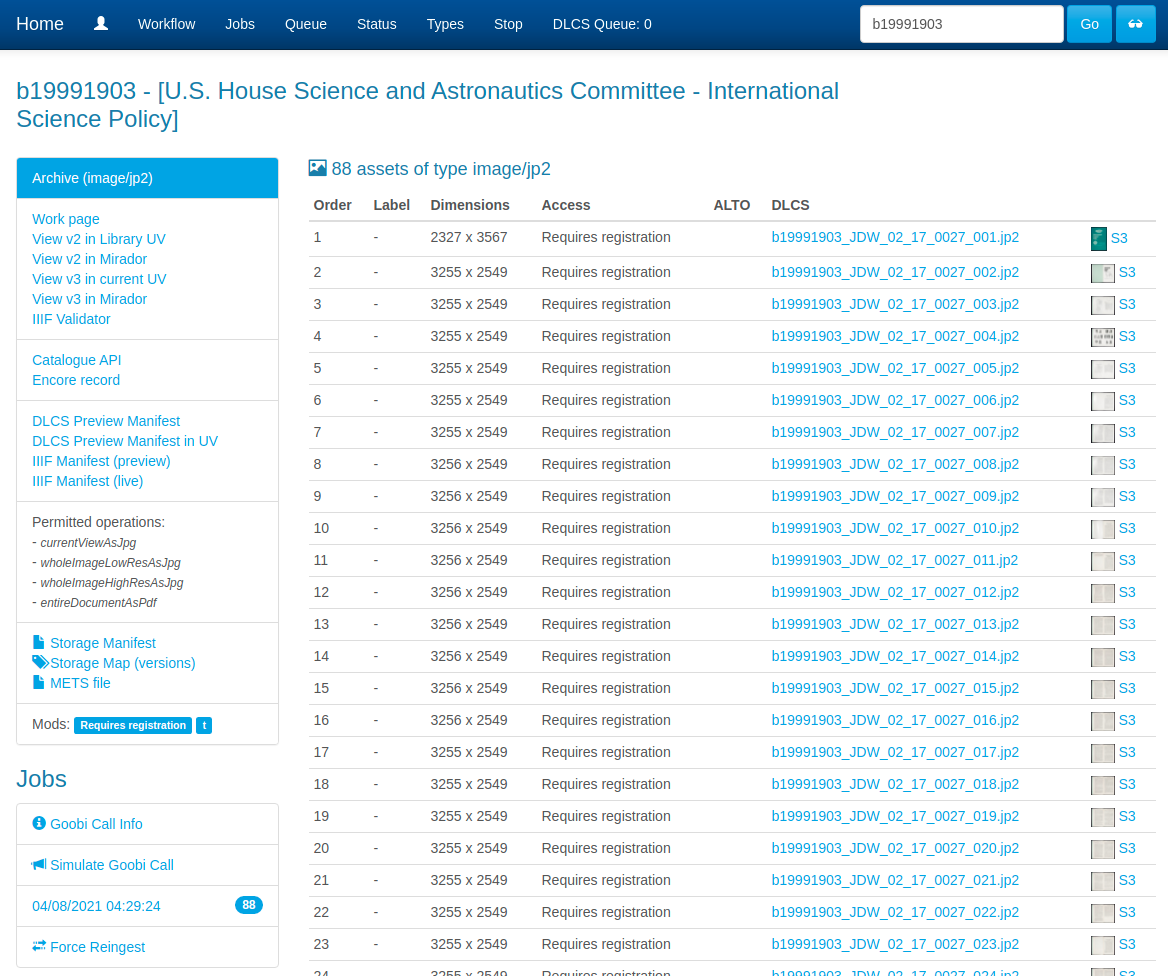 Home Workflow Jobs Queue Status Types Stop DLCS Queue: 0 b19991903 Go
b19991903 - [U.S. House Science and Astronautics Committee - International
Science Policy]
Archive (image/jp2)
Work page
View v2 in Library UV
View v2 in Mirador
View v3 in current UV
View v3 in Mirador
IIIF Validator
Catalogue API
Encore record
DLCS Preview Manifest
DLCS Preview Manifest in UV
IIIF Manifest (preview)
IIIF Manifest (live)
Permitted operations:
- currentViewAsJpg
- wholeImageLowResAsJpg
- wholeImageHighResAsJpg
- entireDocumentAsPdf
Storage Manifest
Storage Map (versions)
METS file
Mods: Requires registration t
Jobs
Goobi Call Info
Simulate Goobi Call
04/08/2021 04:29:24 88
Force Reingest
88 assets of type image/jp2
Order Label Dimensions Access ALTO DLCS
1 - 2327 x 3567 Requires registration b19991903_JDW_02_17_0027_001.jp2 S3
2 - 3255 x 2549 Requires registration b19991903_JDW_02_17_0027_002.jp2 S3
3 - 3255 x 2549 Requires registration b19991903_JDW_02_17_0027_003.jp2 S3
4 - 3255 x 2549 Requires registration b19991903_JDW_02_17_0027_004.jp2 S3
5 - 3255 x 2549 Requires registration b19991903_JDW_02_17_0027_005.jp2 S3
6 - 3255 x 2549 Requires registration b19991903_JDW_02_17_0027_006.jp2 S3
7 - 3255 x 2549 Requires registration b19991903_JDW_02_17_0027_007.jp2 S3
8 - 3256 x 2549 Requires registration b19991903_JDW_02_17_0027_008.jp2 S3
9 - 3256 x 2549 Requires registration b19991903_JDW_02_17_0027_009.jp2 S3
10 - 3256 x 2549 Requires registration b19991903_JDW_02_17_0027_010.jp2 S3
11 - 3256 x 2549 Requires registration b19991903_JDW_02_17_0027_011.jp2 S3
12 - 3256 x 2549 Requires registration b19991903_JDW_02_17_0027_012.jp2 S3
13 - 3256 x 2549 Requires registration b19991903_JDW_02_17_0027_013.jp2 S3
14 - 3256 x 2549 Requires registration b19991903_JDW_02_17_0027_014.jp2 S3
15 - 3256 x 2549 Requires registration b19991903_JDW_02_17_0027_015.jp2 S3
16 - 3256 x 2549 Requires registration b19991903_JDW_02_17_0027_016.jp2 S3
17 - 3255 x 2549 Requires registration b19991903_JDW_02_17_0027_017.jp2 S3
18 - 3255 x 2549 Requires registration b19991903_JDW_02_17_0027_018.jp2 S3
19 - 3255 x 2549 Requires registration b19991903_JDW_02_17_0027_019.jp2 S3
20 - 3255 x 2549 Requires registration b19991903_JDW_02_17_0027_020.jp2 S3
21 - 3255 x 2549 Requires registration b19991903_JDW_02_17_0027_021.jp2 S3
22 - 3255 x 2549 Requires registration b19991903_JDW_02_17_0027_022.jp2 S3
23 - 3255 x 2549 Requires registration b19991903_JDW_02_17_0027_023.jp2 S3
24 - 3255 x 2549 Requires registration b19991903_JDW_02_17_0027_024.jp2 S3